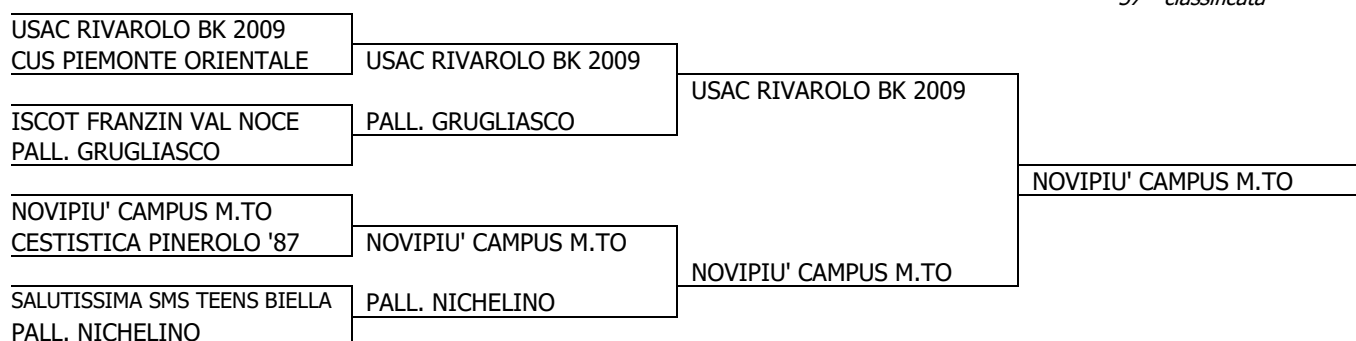 USAC RIVAROLO BK 2009
CUS PIEMONTE ORIENTALE
USAC RIVAROLO BK 2009
USAC RIVAROLO BK 2009
ISCOT FRANZIN VAL NOCE
PALL. GRUGLIASCO
PALL. GRUGLIASCO
NOVIPIU' CAMPUS M.TO
NOVIPIU' CAMPUS M.TO
CESTISTICA PINEROLO '87
NOVIPIU' CAMPUS M.TO
NOVIPIU' CAMPUS M.TO
SALUTISSIMA SMS TEENS BIELLA
PALL. NICHELINO
PALL. NICHELINO